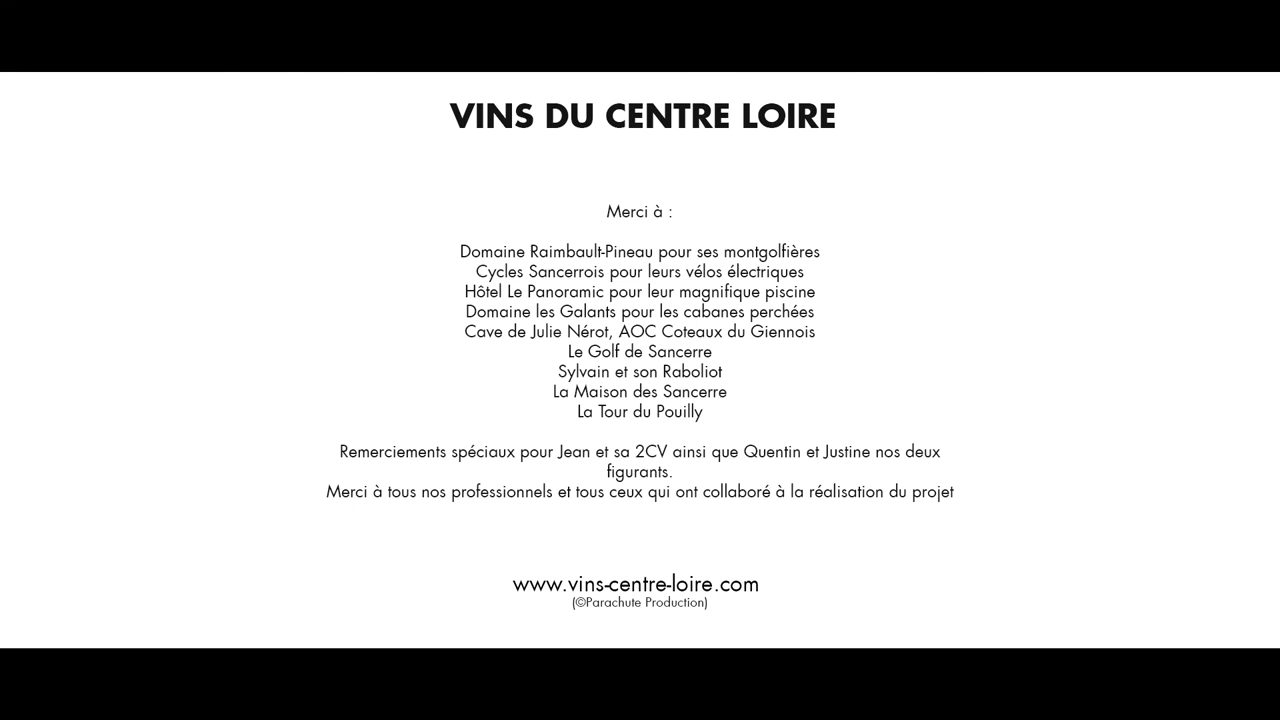 VINS DU CENTRE LOIRE
Merci à :
Domaine Raimbault-Pineau pour ses montgolfières
Cycles Sancerrois pour leurs vélos électriques
Hôtel Le Panoramic pour leur magnifique piscine
Domaine les Galants pour les cabanes perchées
Cave de Julie Nérot, AOC Coteaux du Giennois
Le Golf de Sancerre
Sylvain et son Raboliot
La Maison des Sancerre
La Tour du Pouilly
Remerciements spéciaux pour Jean et sa 2CV ainsi que Quentin et Justine nos deux
figurants.
Merci à tous nos professionnels et tous ceux qui ont collaboré à la réalisation du projet
www.vins-centre-loire.com
(©Parachute Production)